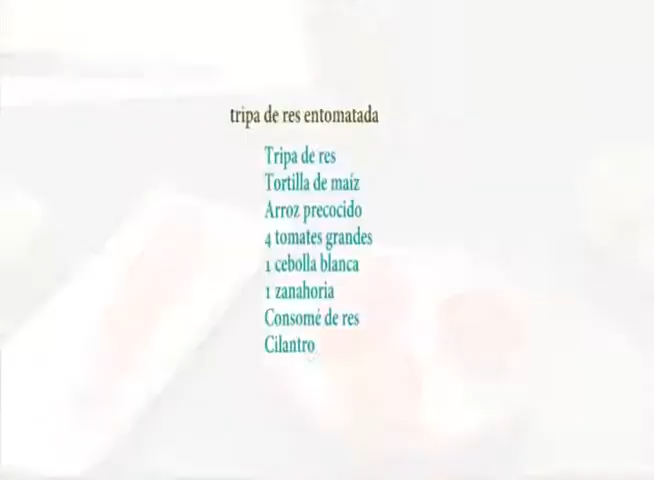 tripa de res entomatada
Tripa de res
Tortilla de maíz
Arroz precocido
4 tomates grandes
1 cebolla blanca
1 zanahoria
Consomé de res
Cilantro